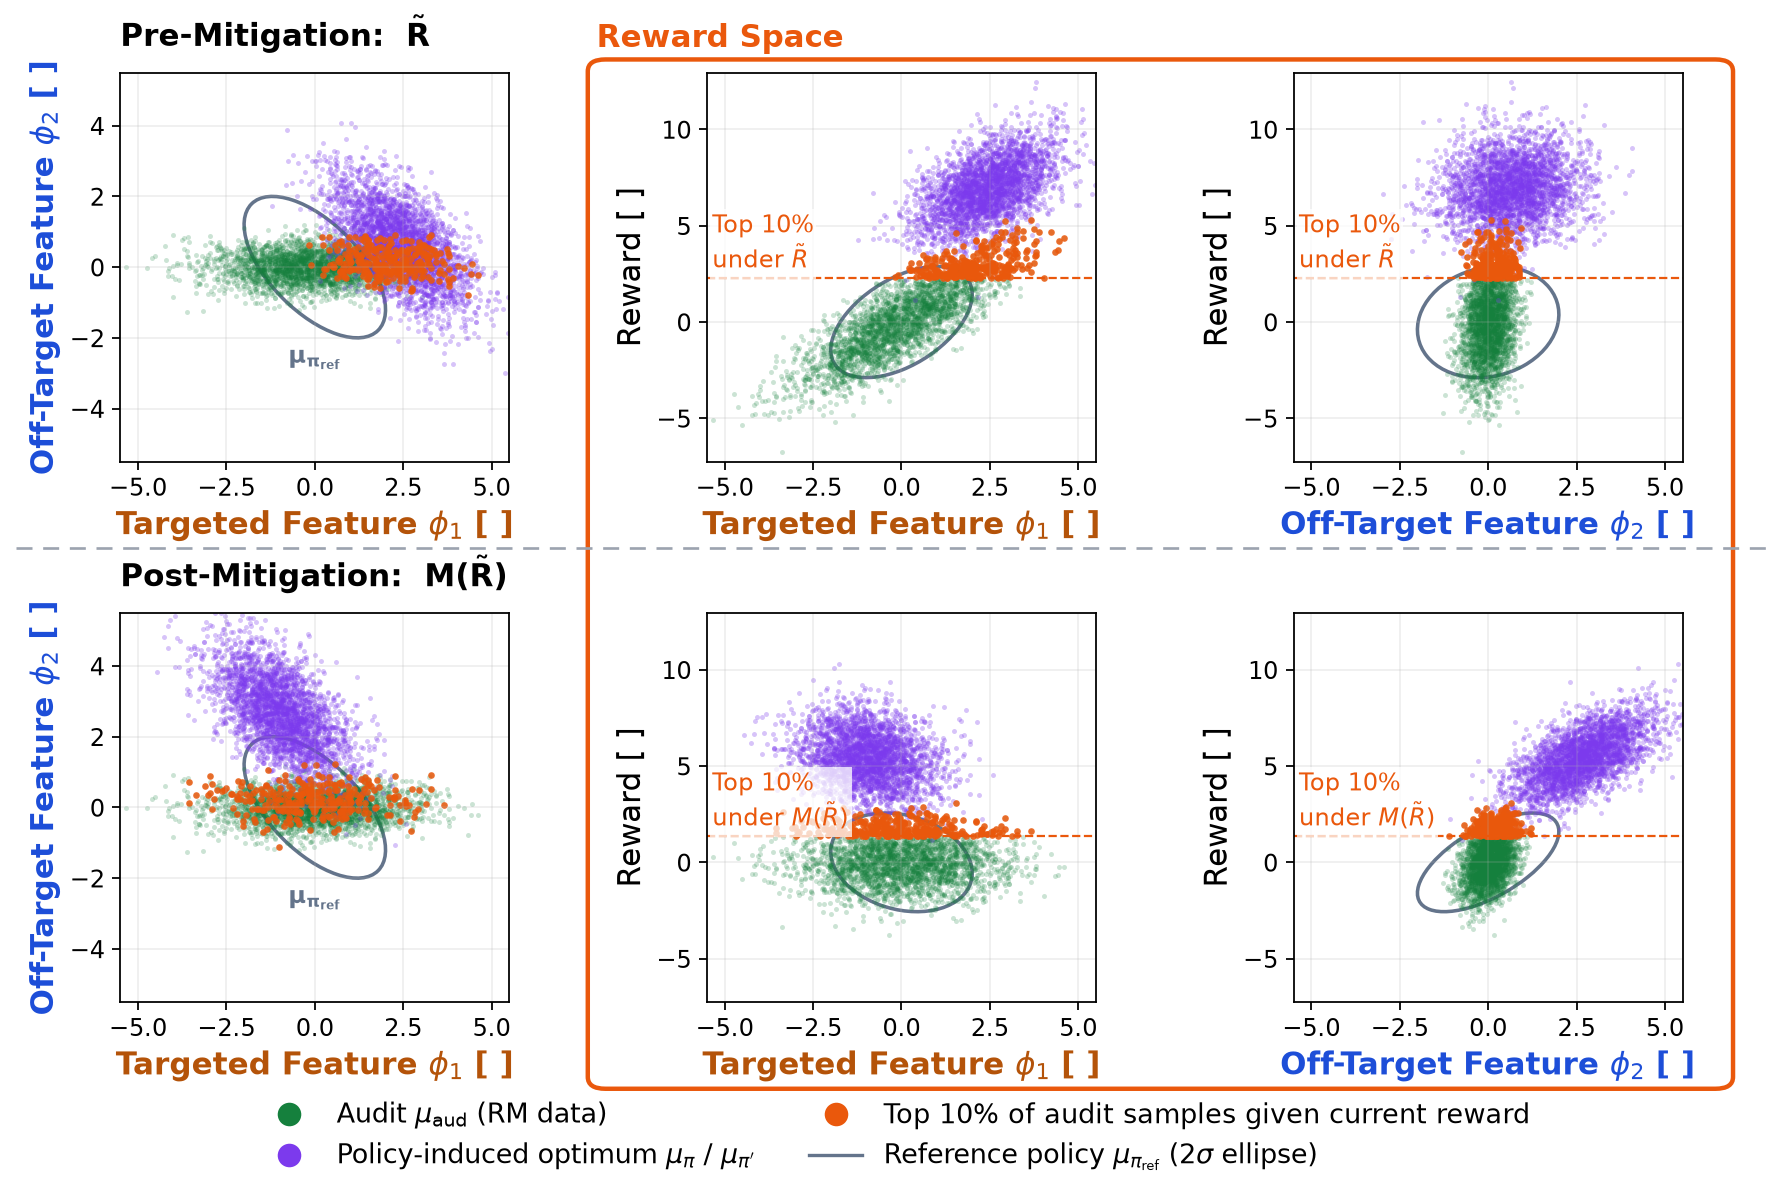 Pre-Mitigation: R̃
Reward Space
Off-Target Feature ϕ₂ [ ]
4
2
0
−2
−4
μπref
−5.0 −2.5 0.0 2.5 5.0
Targeted Feature ϕ₁ [ ]
Reward [ ]
10
5
0
−5
Top 10%
under R̃
−5.0 −2.5 0.0 2.5 5.0
Targeted Feature ϕ₁ [ ]
Reward [ ]
10
5
0
−5
Top 10%
under R̃
−5.0 −2.5 0.0 2.5 5.0
Off-Target Feature ϕ₂ [ ]
Post-Mitigation: M(R̃)
Off-Target Feature ϕ₂ [ ]
4
2
0
−2
−4
μπref
−5.0 −2.5 0.0 2.5 5.0
Targeted Feature ϕ₁ [ ]
Reward [ ]
10
5
0
−5
Top 10%
under M(R̃)
−5.0 −2.5 0.0 2.5 5.0
Targeted Feature ϕ₁ [ ]
Reward [ ]
10
5
0
−5
Top 10%
under M(R̃)
−5.0 −2.5 0.0 2.5 5.0
Off-Target Feature ϕ₂ [ ]
Audit μaud (RM data)
Policy-induced optimum μπ / μπ′
Top 10% of audit samples given current reward
Reference policy μπref (2σ ellipse)